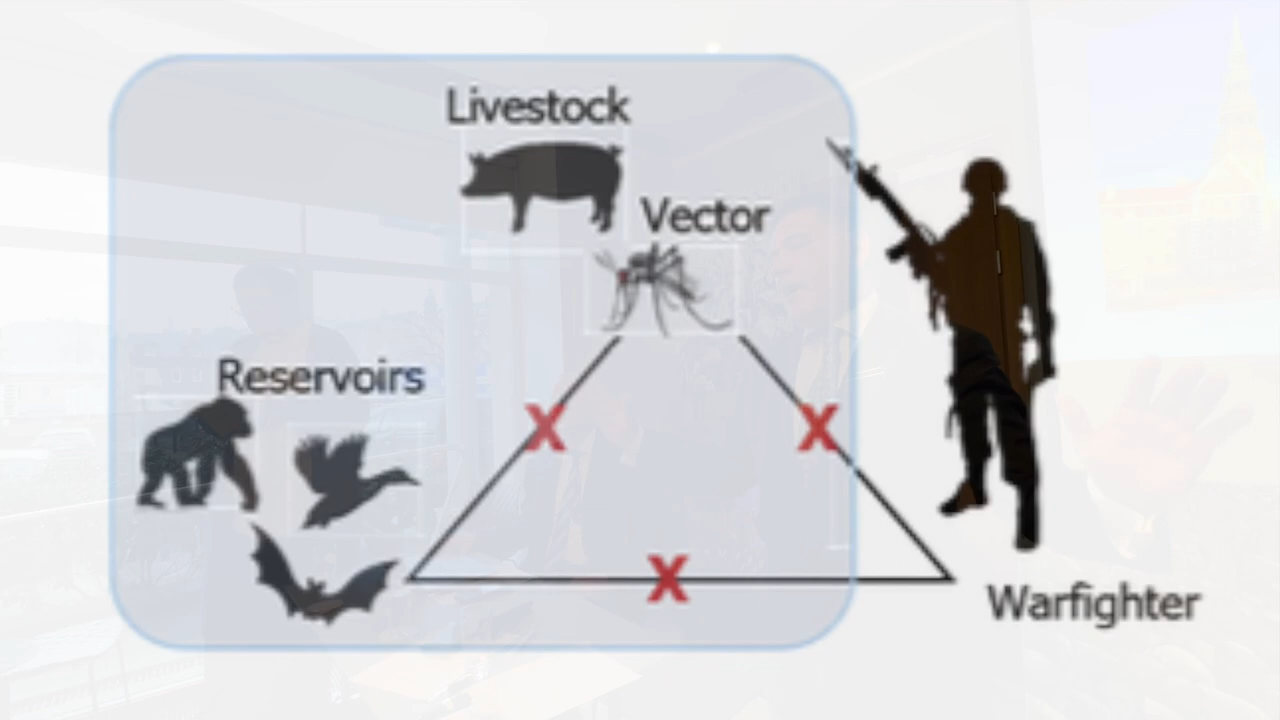 Livestock
Vector
Reservoirs
X
X
X
Warfighter